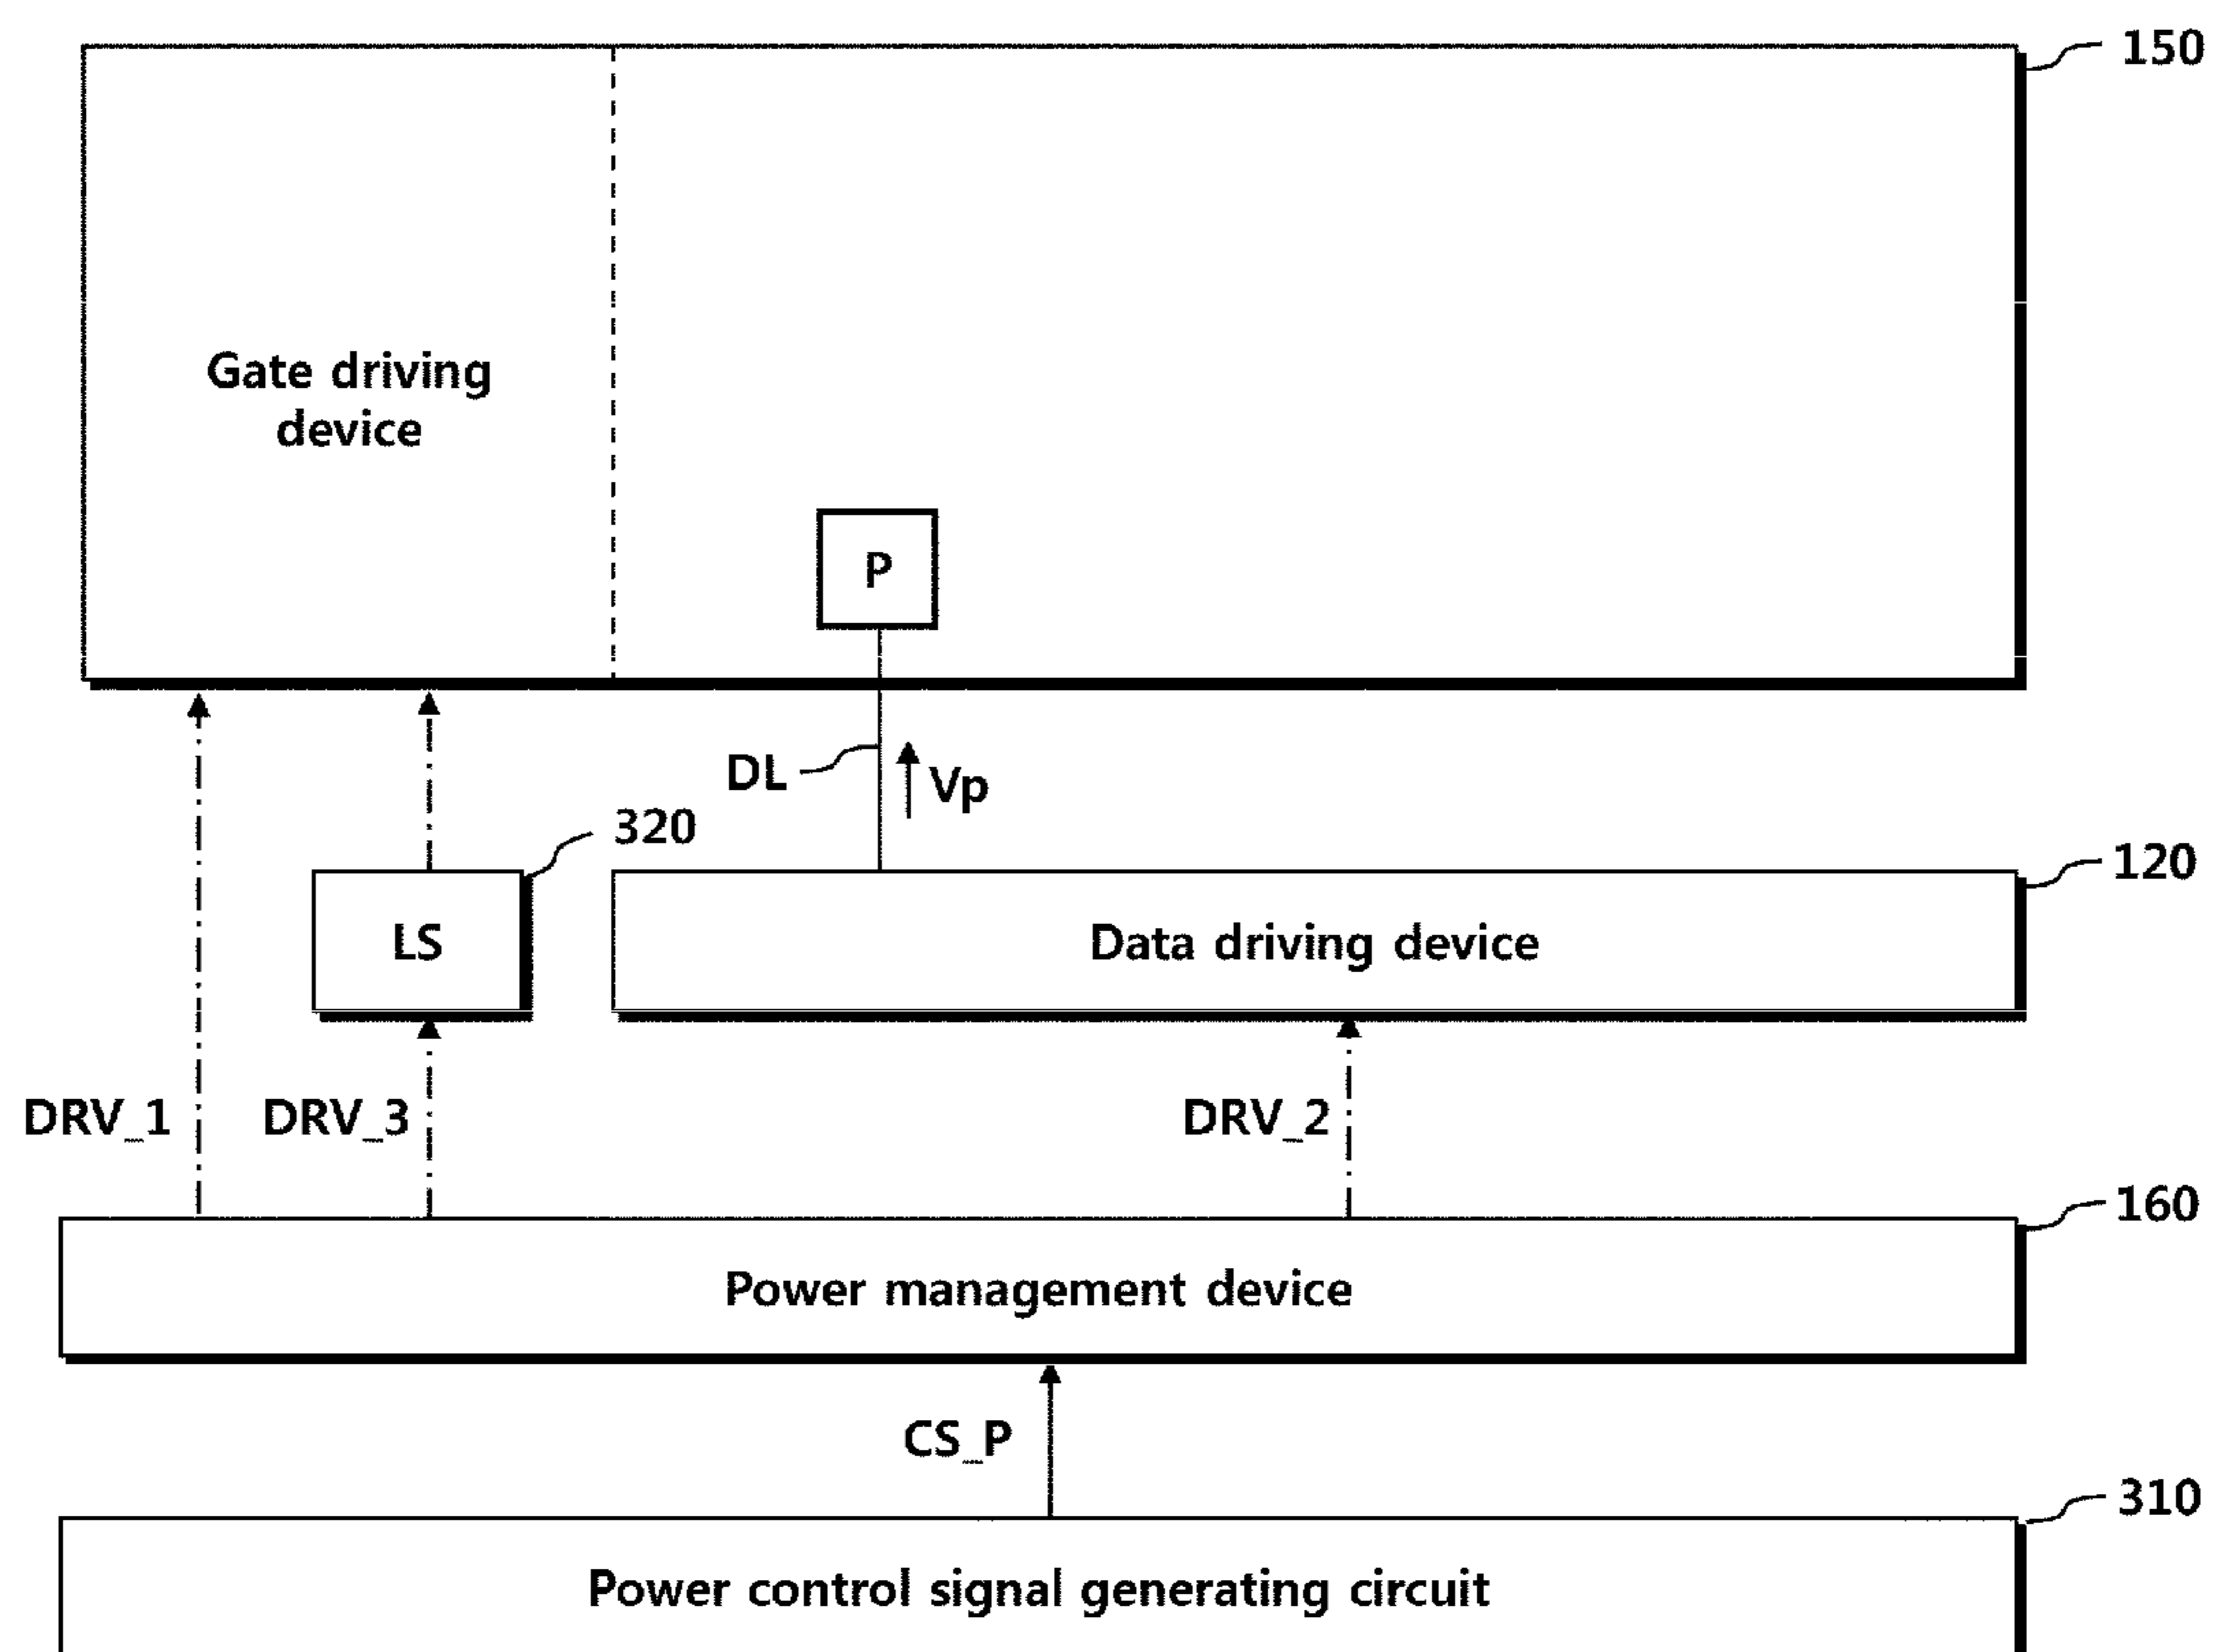 150
Gate driving
device
P
DL
Vp
320
120
LS
Data driving device
DRV_1
DRV_3
DRV_2
160
Power management device
CS_P
310
Power control signal generating circuit